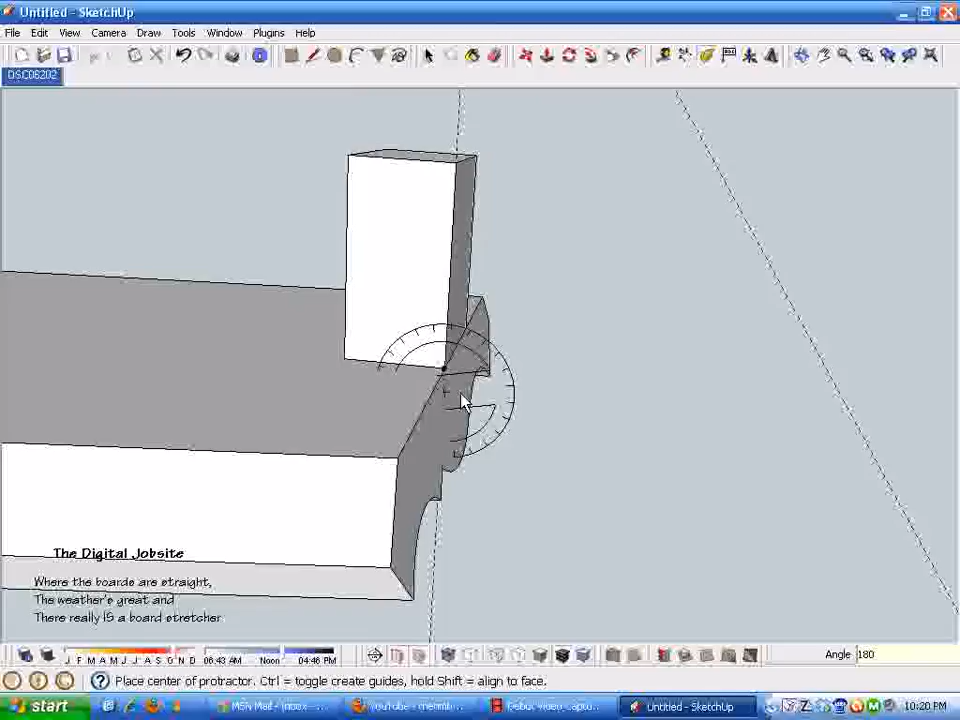 Untitled - SketchUp
File Edit View Camera Draw Tools Window Plugins Help
DSC06202
The Digital Jobsite
Where the boards are straight,
The weather's great and
There really IS a board stretcher
J F M A M J J A S O N D 06:43 AM Noon 04:46 PM
Angle 180
Place center of protractor. Ctrl = toggle create guides, hold Shift = align to face.
start MSN Mail - Untitled - SketchUp 10:20 PM